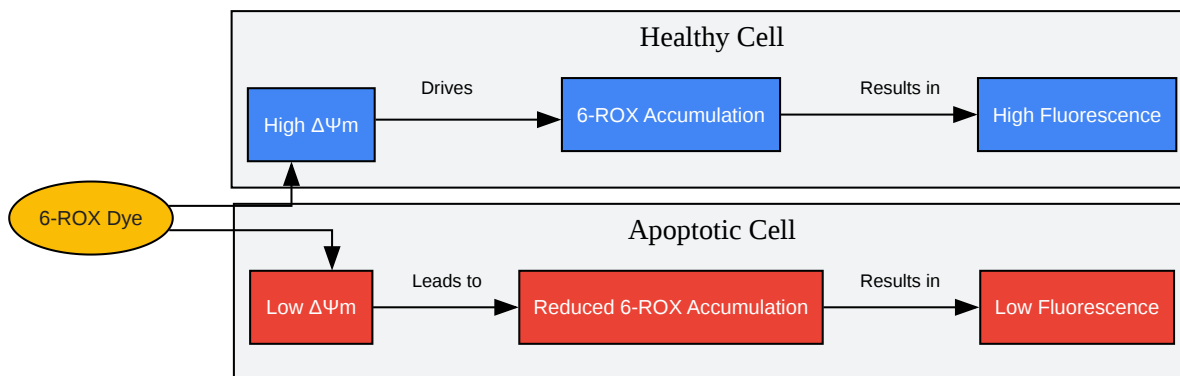 Healthy Cell
High ΔΨm
Drives
6-ROX Accumulation
Results in
High Fluorescence
6-ROX Dye
Apoptotic Cell
Low ΔΨm
Leads to
Reduced 6-ROX Accumulation
Results in
Low Fluorescence